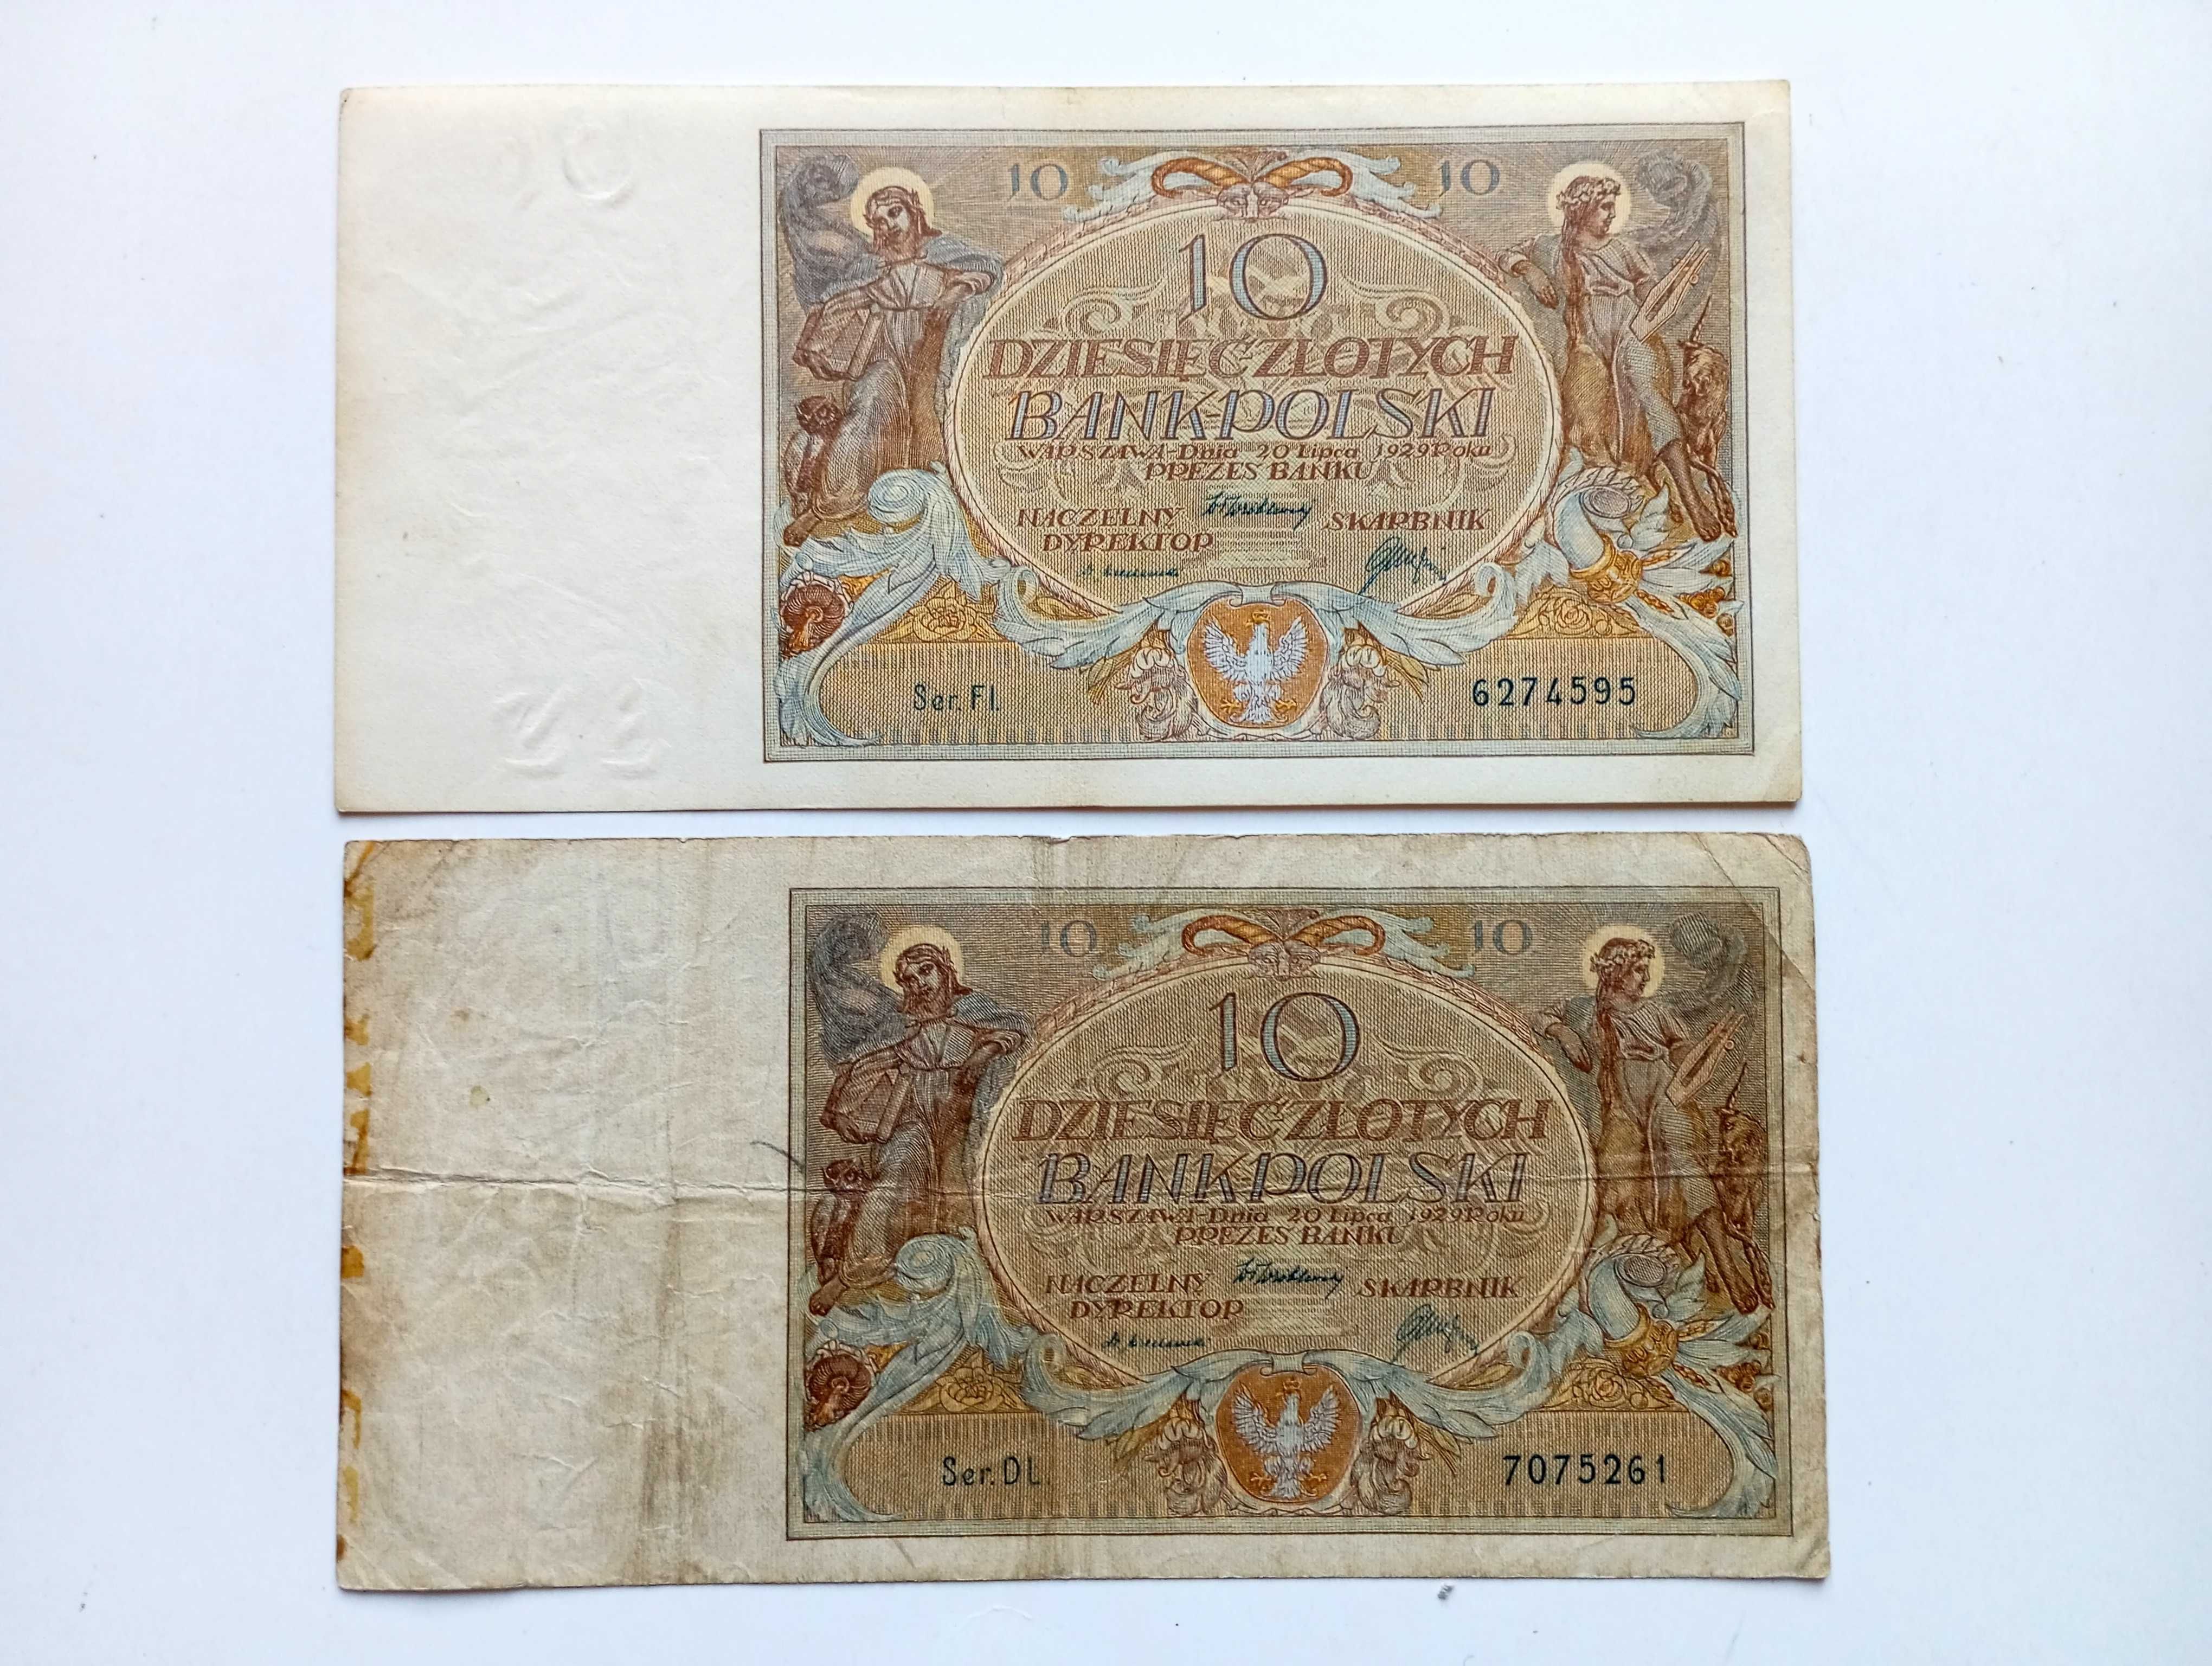 10 10
10
DZIESIĘĆ ZŁOTYCH
BANK POLSKI
WARSZAWA-Dnia 20 Lipca 1929 Roku
PREZES BANKU
NACZELNY DYREKTOR
SKARBNIK
Ser. FI.
6274595
10 10
10
DZIESIĘĆ ZŁOTYCH
BANK POLSKI
WARSZAWA-Dnia 20 Lipca 1929 Roku
PREZES BANKU
NACZELNY DYREKTOR
SKARBNIK
Ser. DL.
7075261